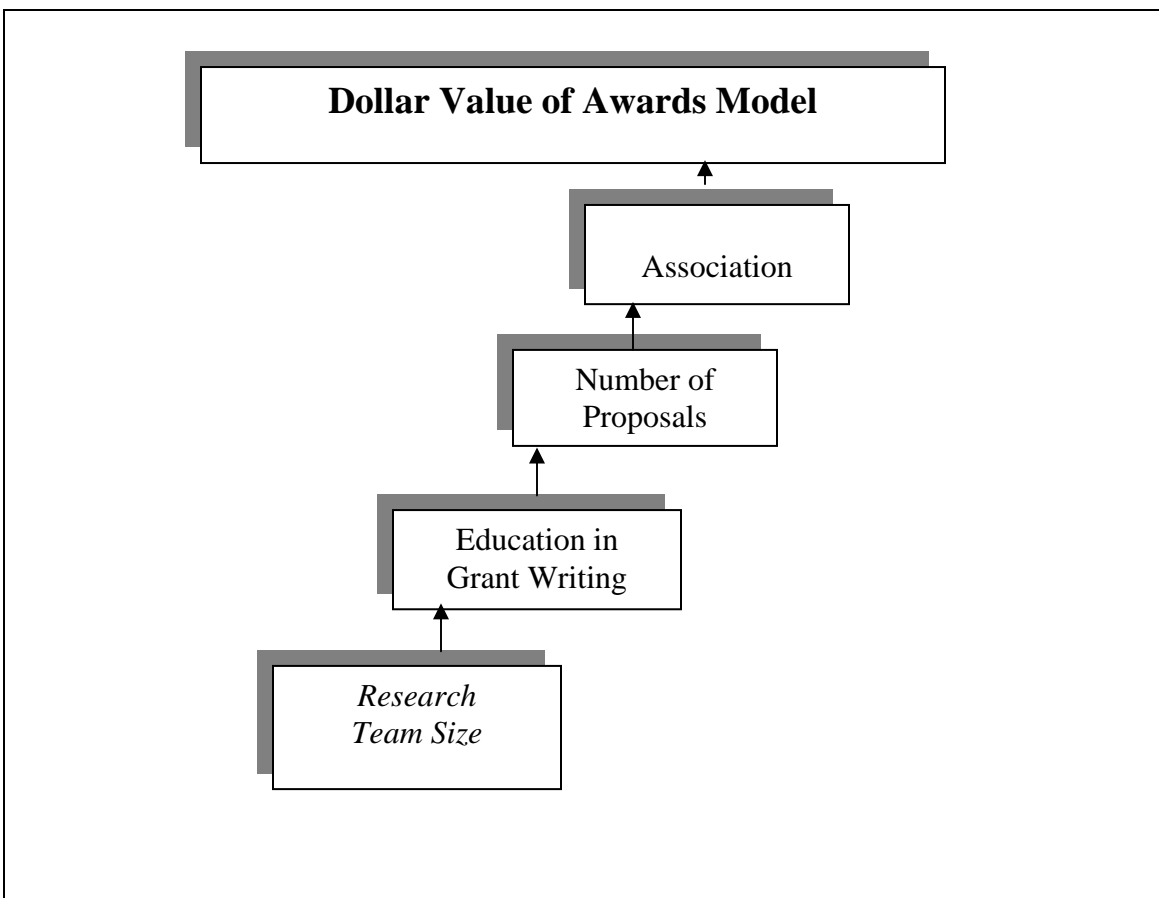 Dollar Value of Awards Model
Association
Number of
Proposals
Education in
Grant Writing
Research
Team Size